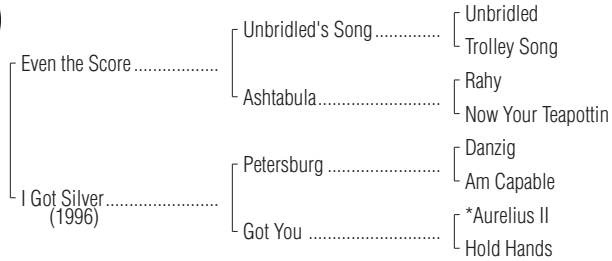 Unbridled
Unbridled's Song..............
Trolley Song
Even the Score..................
Rahy
Ashtabula..........................
Now Your Teapottin
Danzig
Petersburg ........................
Am Capable
I Got Silver........................
(1996)
*Aurelius II
Got You ............................
Hold Hands